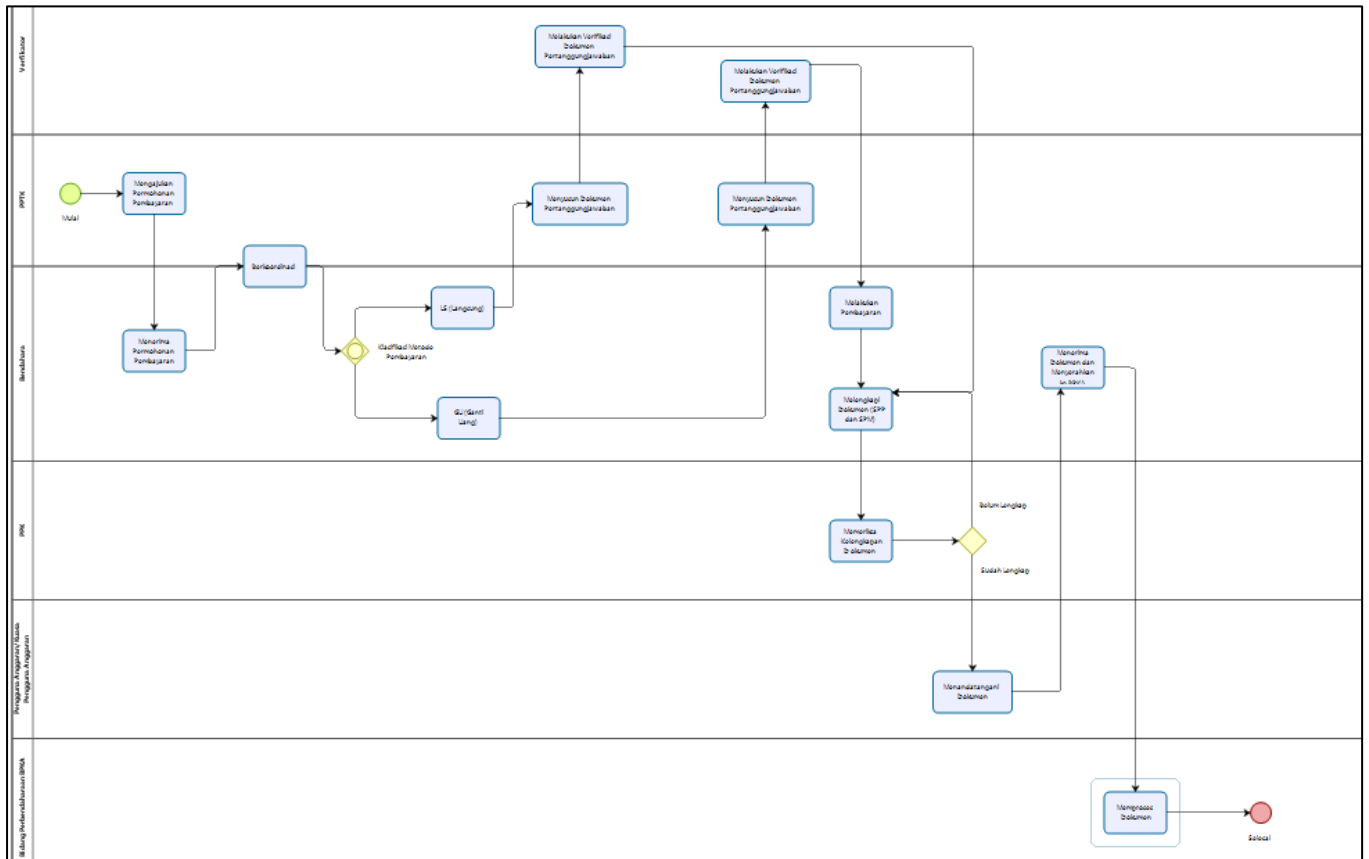 Verifikator
Melakukan Verifikasi
Dokumen
Pertanggungjawaban
Melakukan Verifikasi
Dokumen
Pertanggungjawaban
PPTK
Mulai
Mengajukan
Permohonan
Pembayaran
Menyusun Dokumen
Pertanggungjawaban
Menyusun Dokumen
Pertanggungjawaban
Berkoordinasi
Bendahara
Menerima
Permohonan
Pembayaran
Klasifikasi Metode
Pembayaran
LS (Langsung)
GU (Ganti
Uang)
Melakukan
Pembayaran
Melengkapi
Dokumen (SPP
dan SPM)
Menerima
Dokumen dan
Menyerahkan
PPK
Memeriksa
Kelengkapan
Dokumen
Belum Lengkap
Sudah Lengkap
Pengguna Anggaran/Kuasa
Pengguna Anggaran
Menandatangani
Dokumen
Bidang Perbendaharaan BPKA
Memproses
Dokumen
Selesai